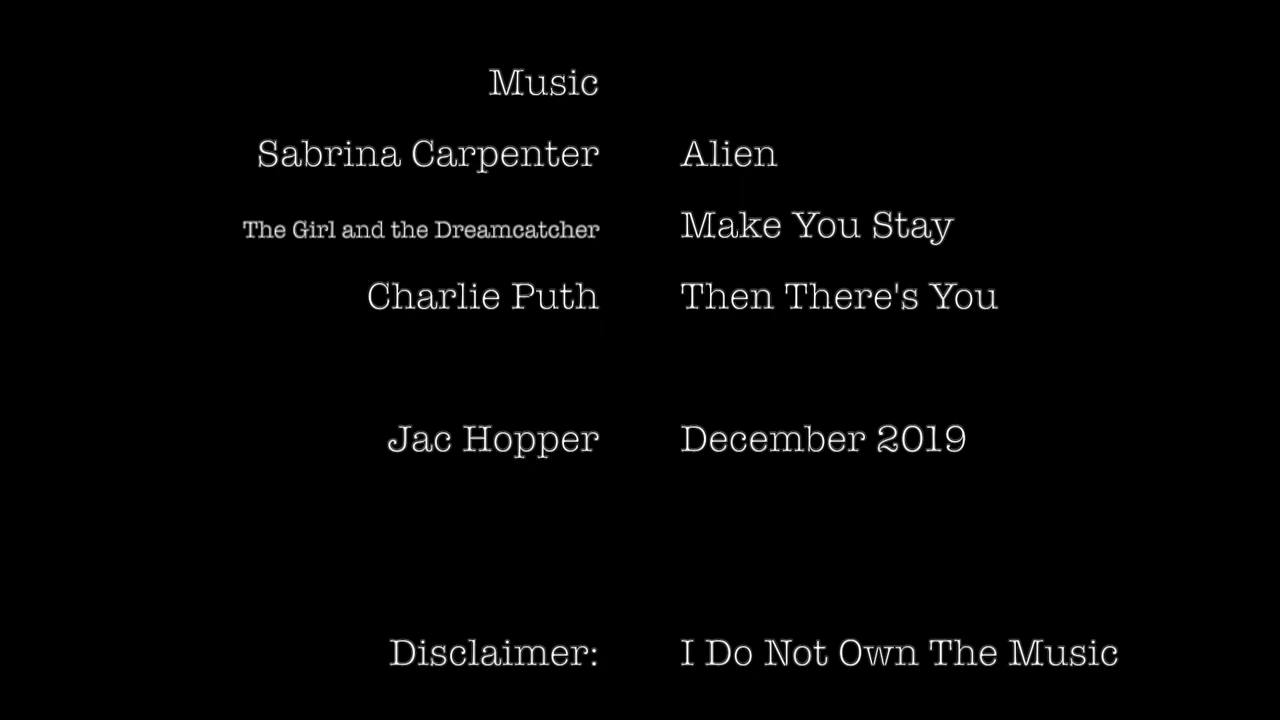 Music
Sabrina Carpenter Alien
The Girl and the Dreamcatcher Make You Stay
Charlie Puth Then There's You
Jac Hopper December 2019
Disclaimer: I Do Not Own The Music